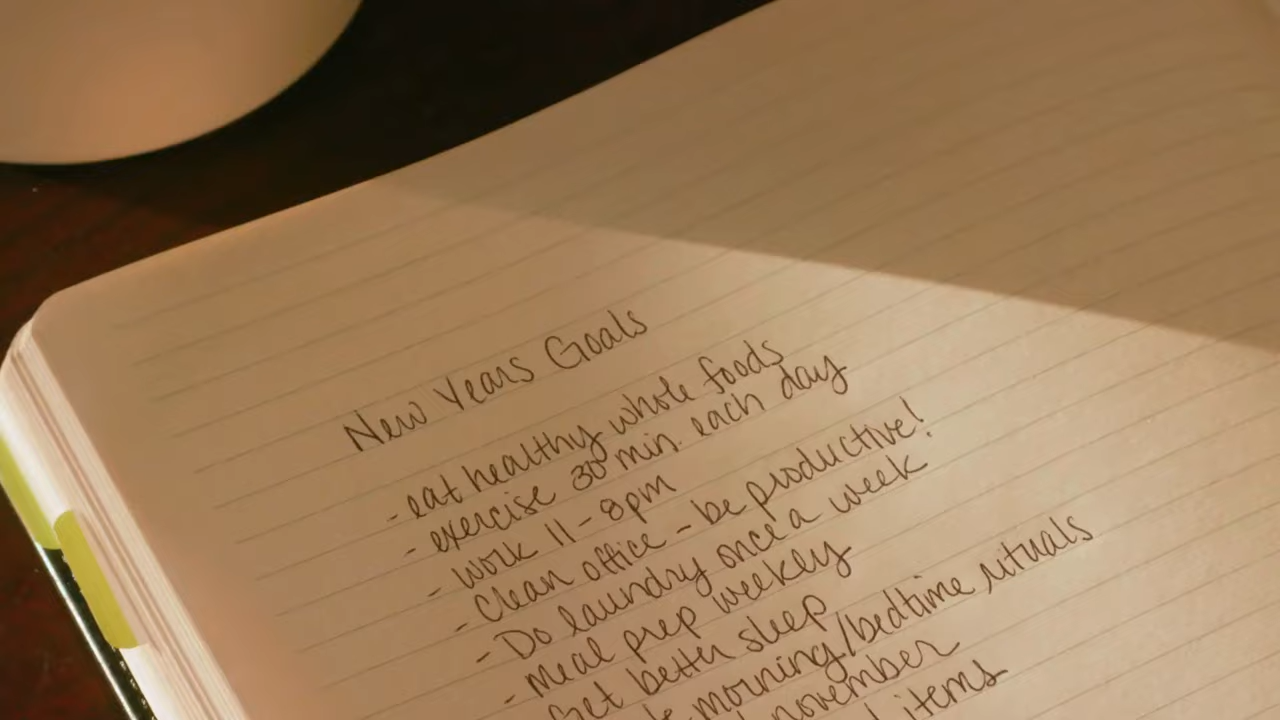 New Years Goals
- eat healthy whole foods
- exercise 30 min. each day
- work 11-8pm
- clean office - be productive!
- Do laundry once a week
- meal prep weekly
Get better sleep
morning/bedtime rituals
november
items